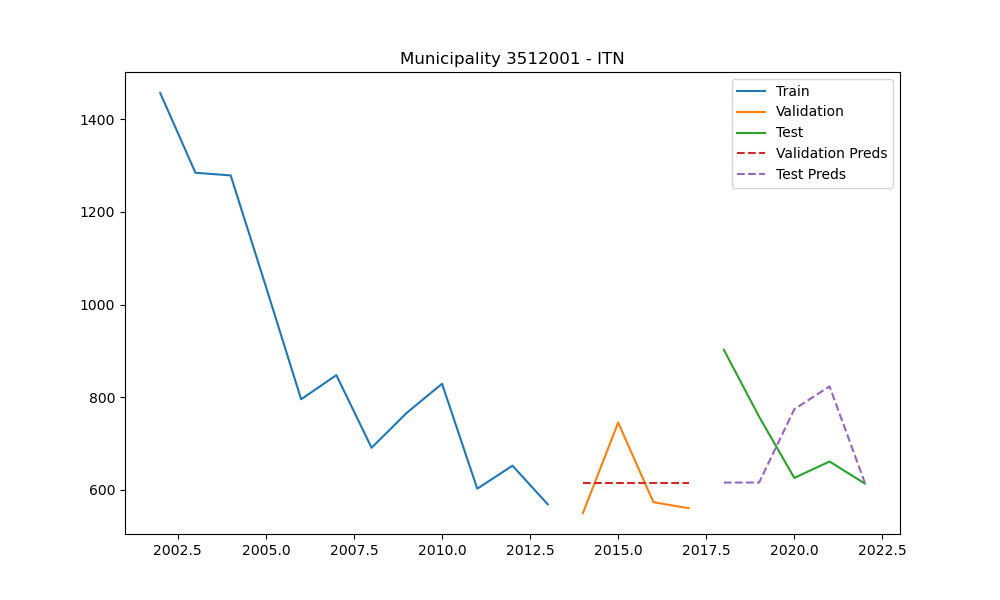 Municipality 3512001 - ITN
Train
Validation
Test
Validation Preds
Test Preds
1400
1200
1000
800
600
2002.5 2005.0 2007.5 2010.0 2012.5 2015.0 2017.5 2020.0 2022.5